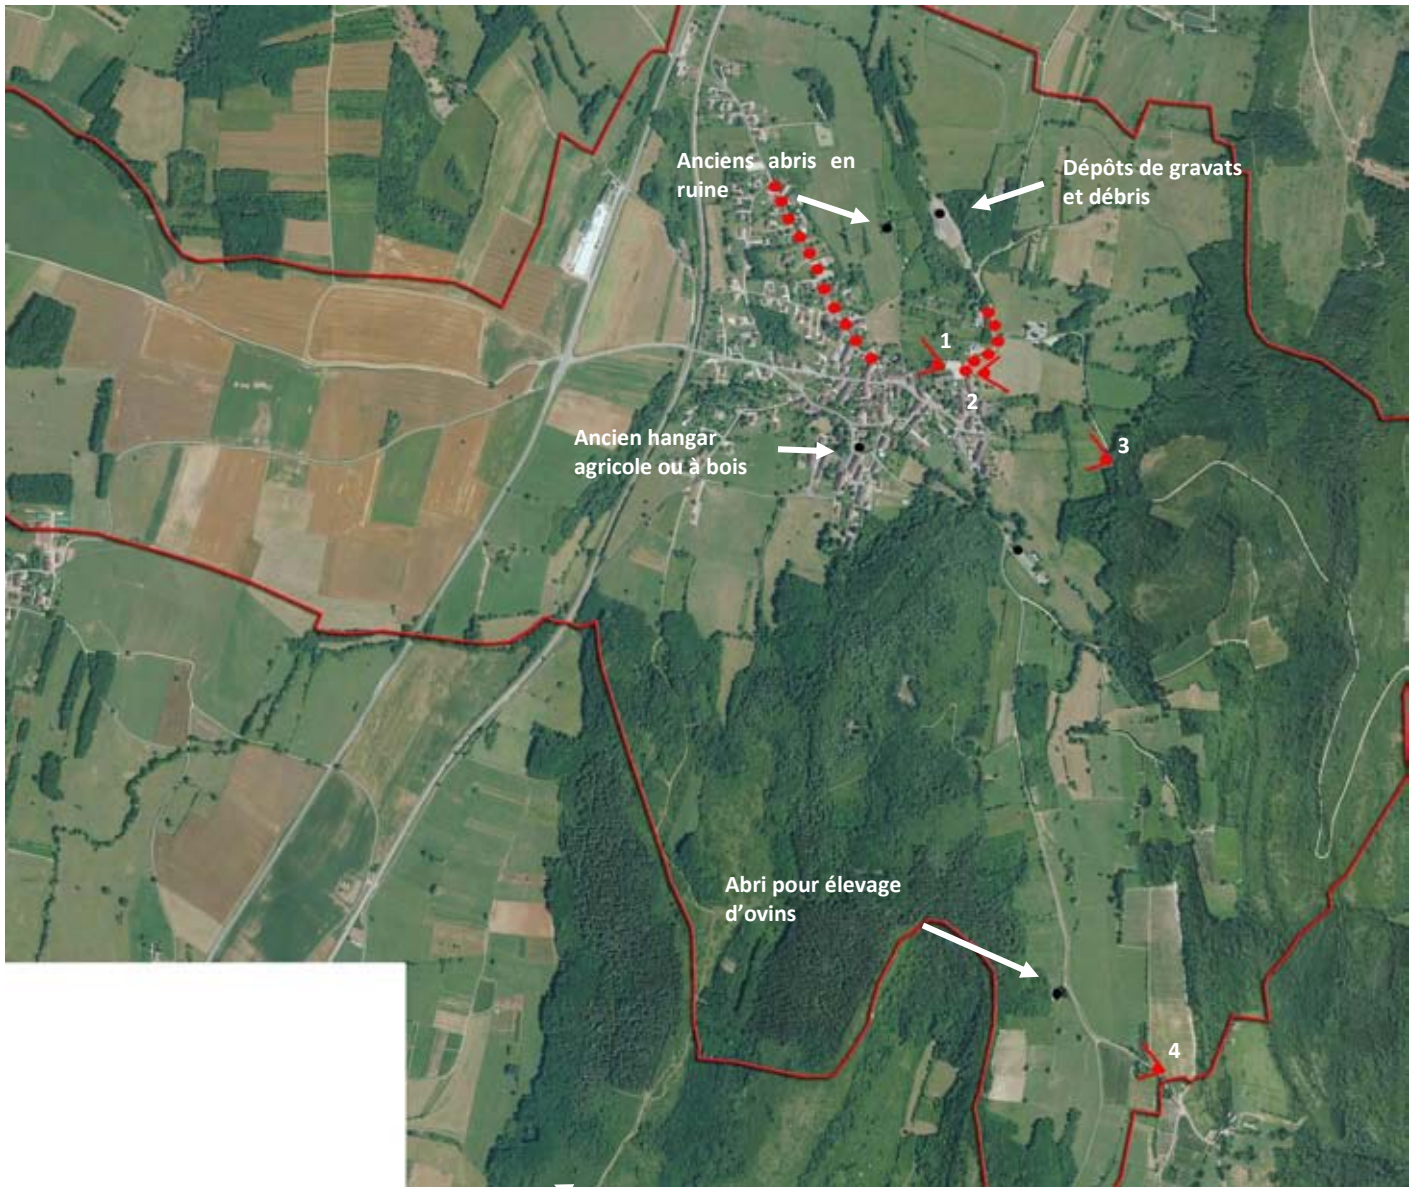 Anciens abris en
ruine
Dépôts de gravats
et débris
1
2
3
Ancien hangar
agricole ou à bois
Abri pour élevage
d'ovins
4